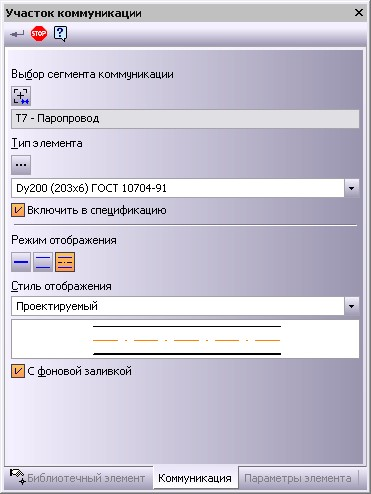 Участок коммуникации
STOP
Выбор сегмента коммуникации
Т7 - Паропровод
Тип элемента
Dy200 (203x6) ГОСТ 10704-91
Включить в спецификацию
Режим отображения
Стиль отображения
Проектируемый
С фоновой заливкой
Библиотечный элемент
Коммуникация
Параметры элемента